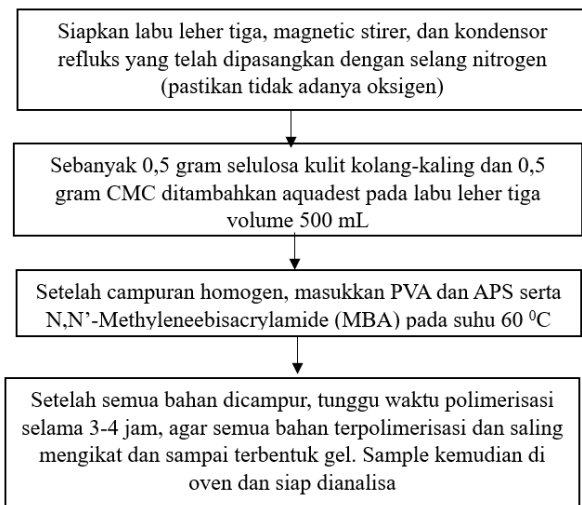 Siapkan labu leher tiga, magnetic stirer, dan kondensor
refluks yang telah dipasangkan dengan selang nitrogen
(pastikan tidak adanya oksigen)
Sebanyak 0,5 gram selulosa kulit kolang-kaling dan 0,5
gram CMC ditambahkan aquadest pada labu leher tiga
volume 500 mL
Setelah campuran homogen, masukkan PVA dan APS serta
N,N’-Methyleneebisacrylamide (MBA) pada suhu 60 ⁰C
Setelah semua bahan dicampur, tunggu waktu polimerisasi
selama 3-4 jam, agar semua bahan terpolimerisasi dan saling
mengikat dan sampai terbentuk gel. Sample kemudian di
oven dan siap dianalisa